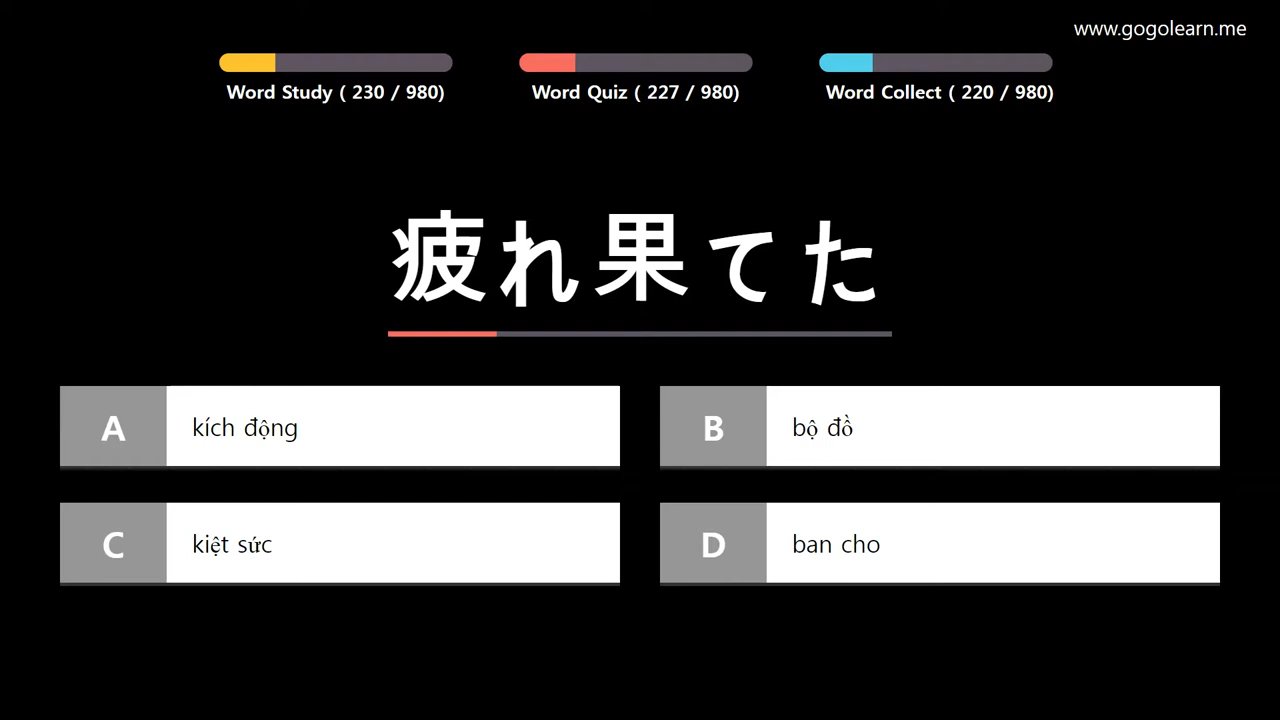 www.gogolearn.me
Word Study ( 230 / 980)
Word Quiz ( 227 / 980)
Word Collect ( 220 / 980)
疲れ果てた
A kích động
B bộ đồ
C kiệt sức
D ban cho